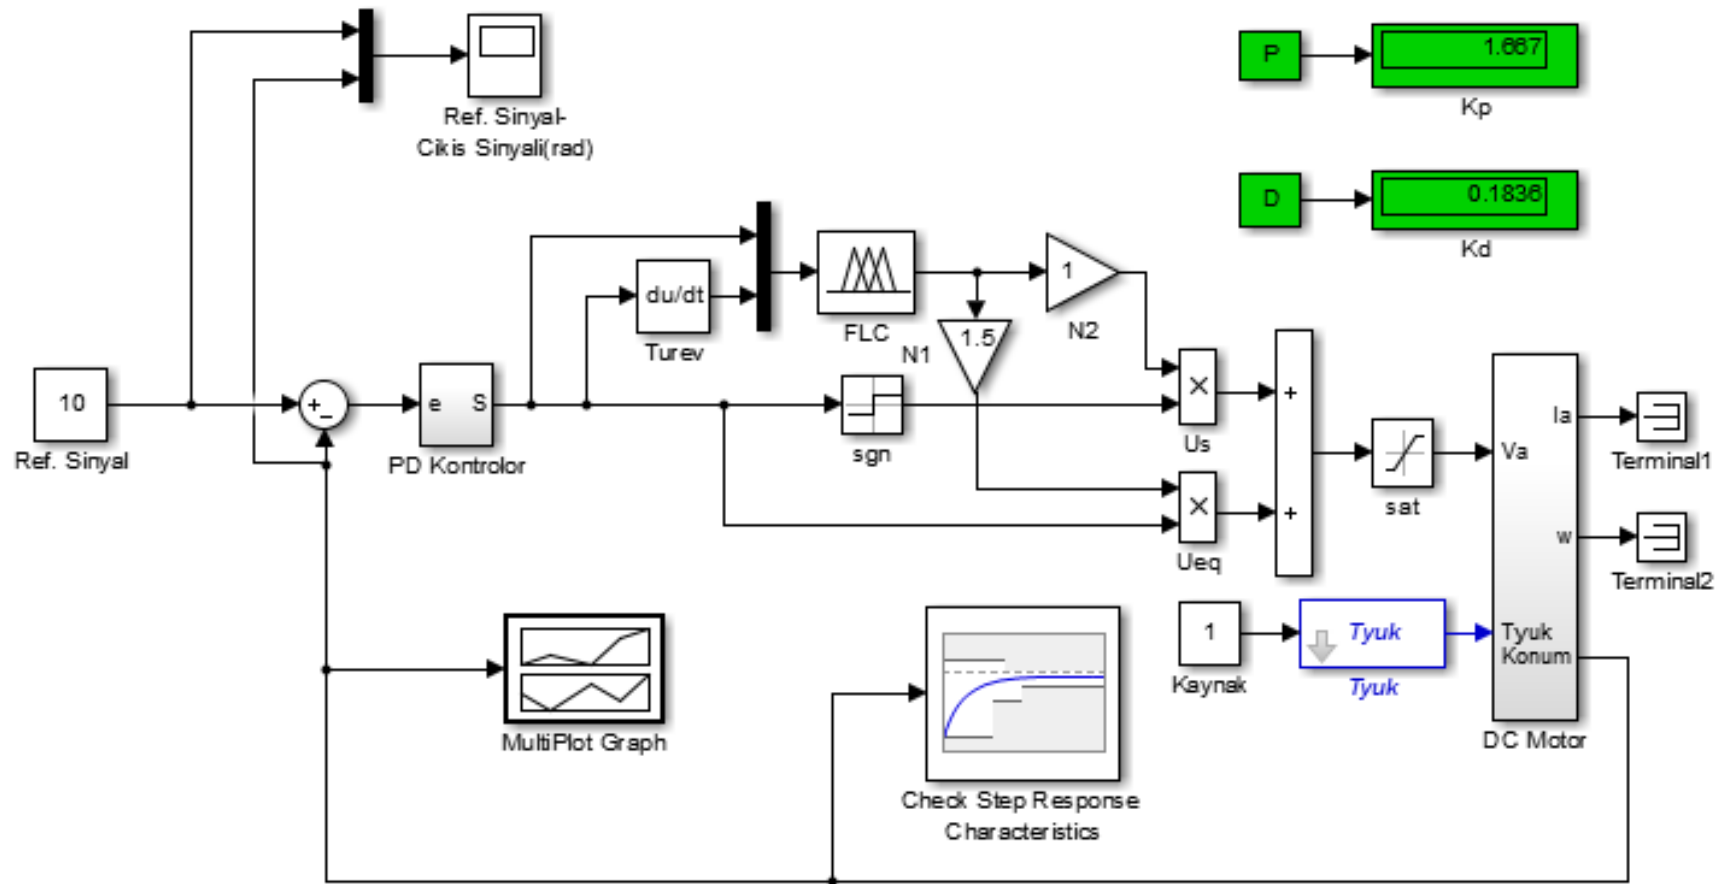 Ref. Sinyal-
Cikis Sinyali(rad)
P
1.667
Kp
D
0.1836
Kd
du/dt
Turev
FLC
1
N2
N1
1.5
10
Ref. Sinyal
+
-
e
S
PD Kontrolor
sgn
×
Us
×
Ueq
+
+
sat
Va
Ia
w
Tyuk
Konum
DC Motor
Terminal1
Terminal2
1
Kaynak
Tyuk
Tyuk
MultiPlot Graph
Check Step Response
Characteristics